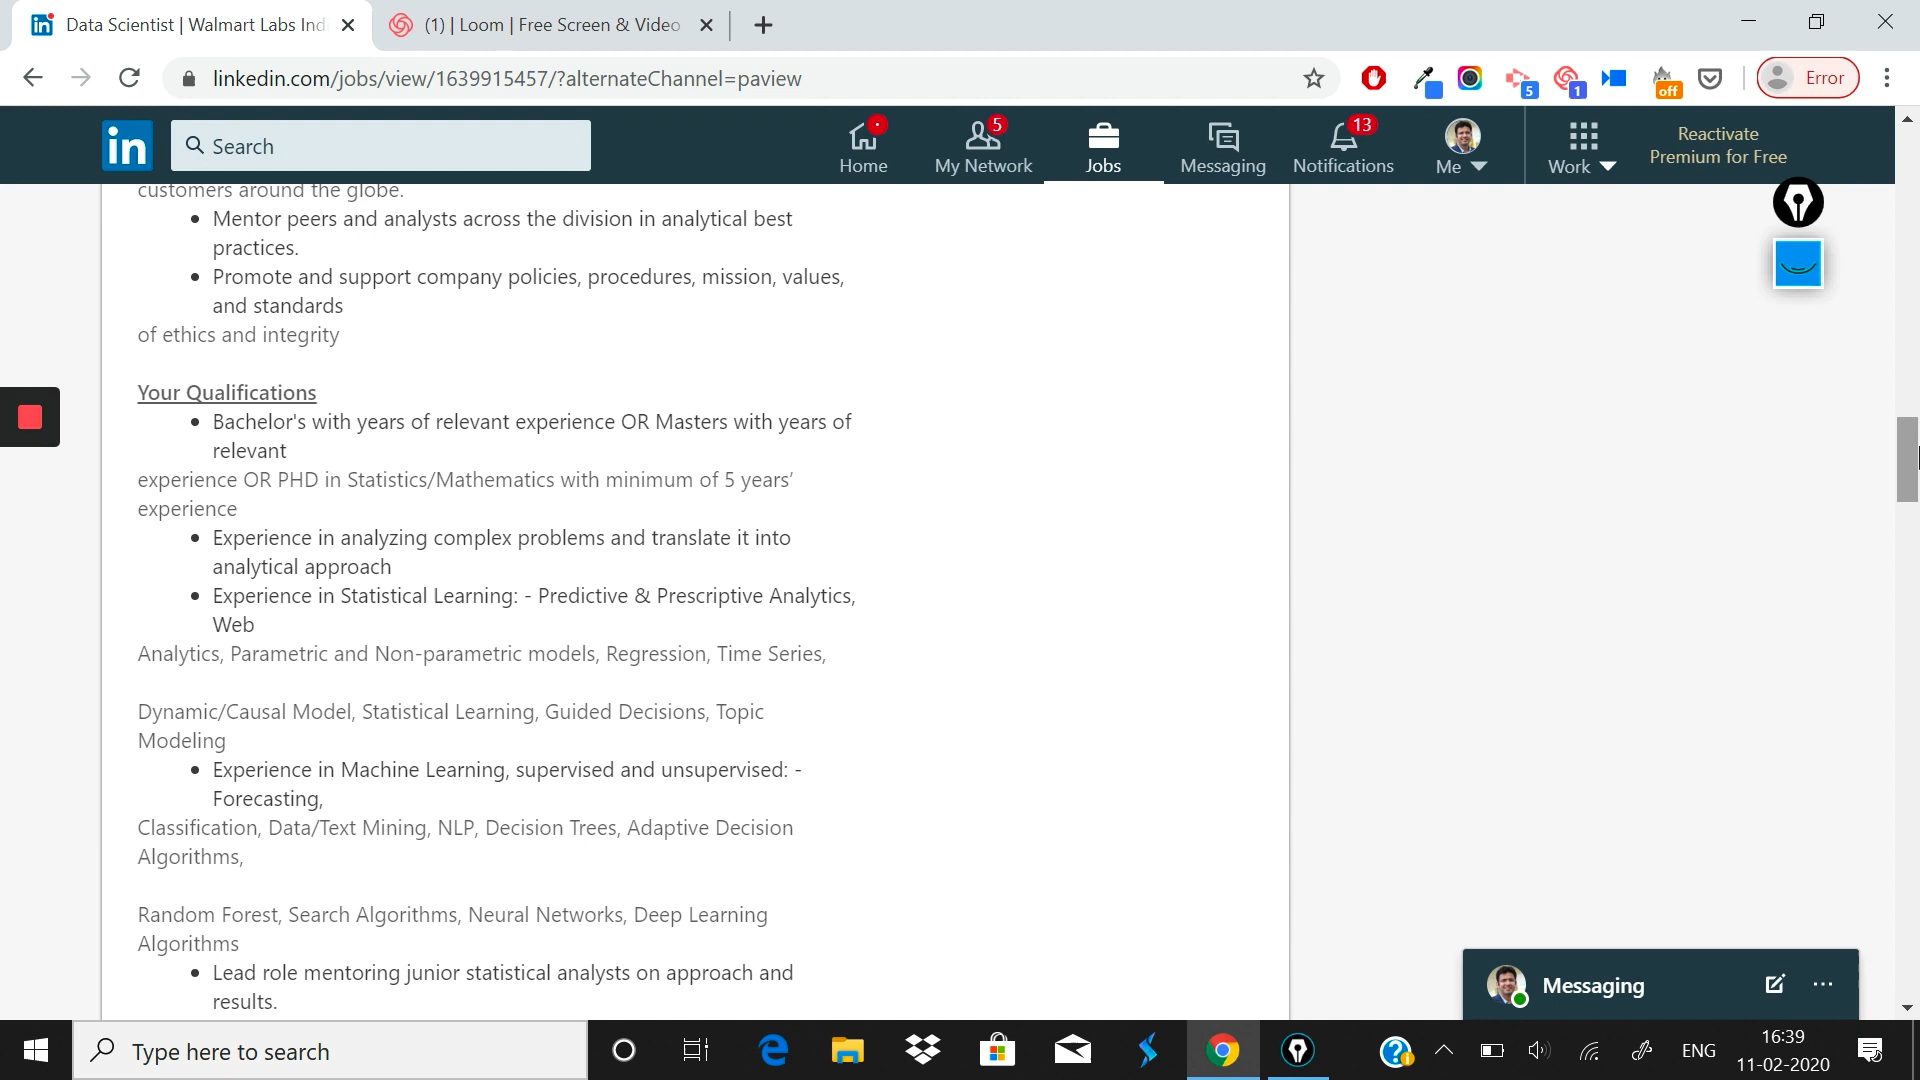 Data Scientist | Walmart Labs Ind
(1) | Loom | Free Screen & Video
linkedin.com/jobs/view/1639915457/?alternateChannel=paview
5
1
off
Error
in
Search
Home
5
My Network
Jobs
Messaging
13
Notifications
Me
Work
Reactivate
Premium for Free
customers around the globe.
• Mentor peers and analysts across the division in analytical best
practices.
• Promote and support company policies, procedures, mission, values,
and standards
of ethics and integrity
Your Qualifications
• Bachelor's with years of relevant experience OR Masters with years of
relevant
experience OR PHD in Statistics/Mathematics with minimum of 5 years’
experience
• Experience in analyzing complex problems and translate it into
analytical approach
• Experience in Statistical Learning: - Predictive & Prescriptive Analytics,
Web
Analytics, Parametric and Non-parametric models, Regression, Time Series,
Dynamic/Causal Model, Statistical Learning, Guided Decisions, Topic
Modeling
• Experience in Machine Learning, supervised and unsupervised: -
Forecasting,
Classification, Data/Text Mining, NLP, Decision Trees, Adaptive Decision
Algorithms,
Random Forest, Search Algorithms, Neural Networks, Deep Learning
Algorithms
• Lead role mentoring junior statistical analysts on approach and
results.
Messaging
Type here to search
ENG
16:39
11-02-2020